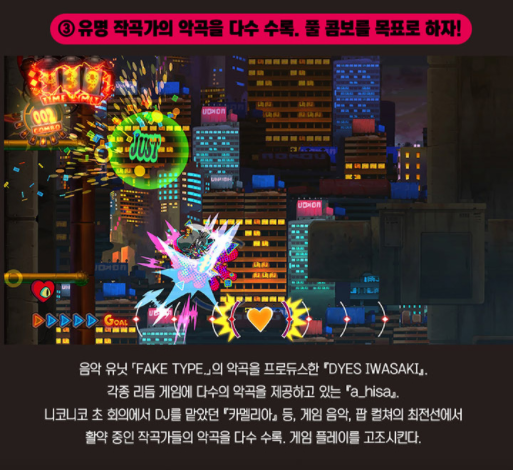 ③ 유명 작곡가의 악곡을 다수 수록. 풀 콤보를 목표로 하자!
COMBO
JUST
UOMON
UOMON
GOAL
음악 유닛 「FAKE TYPE.」의 악곡을 프로듀스한 『DYES IWASAKI』.
각종 리듬 게임에 다수의 악곡을 제공하고 있는 『a_hisa』.
니코니코 초 회의에서 DJ를 맡았던 『카멜리아』 등, 게임 음악, 팝 컬쳐의 최전선에서
활약 중인 작곡가들의 악곡을 다수 수록. 게임 플레이를 고조시킨다.